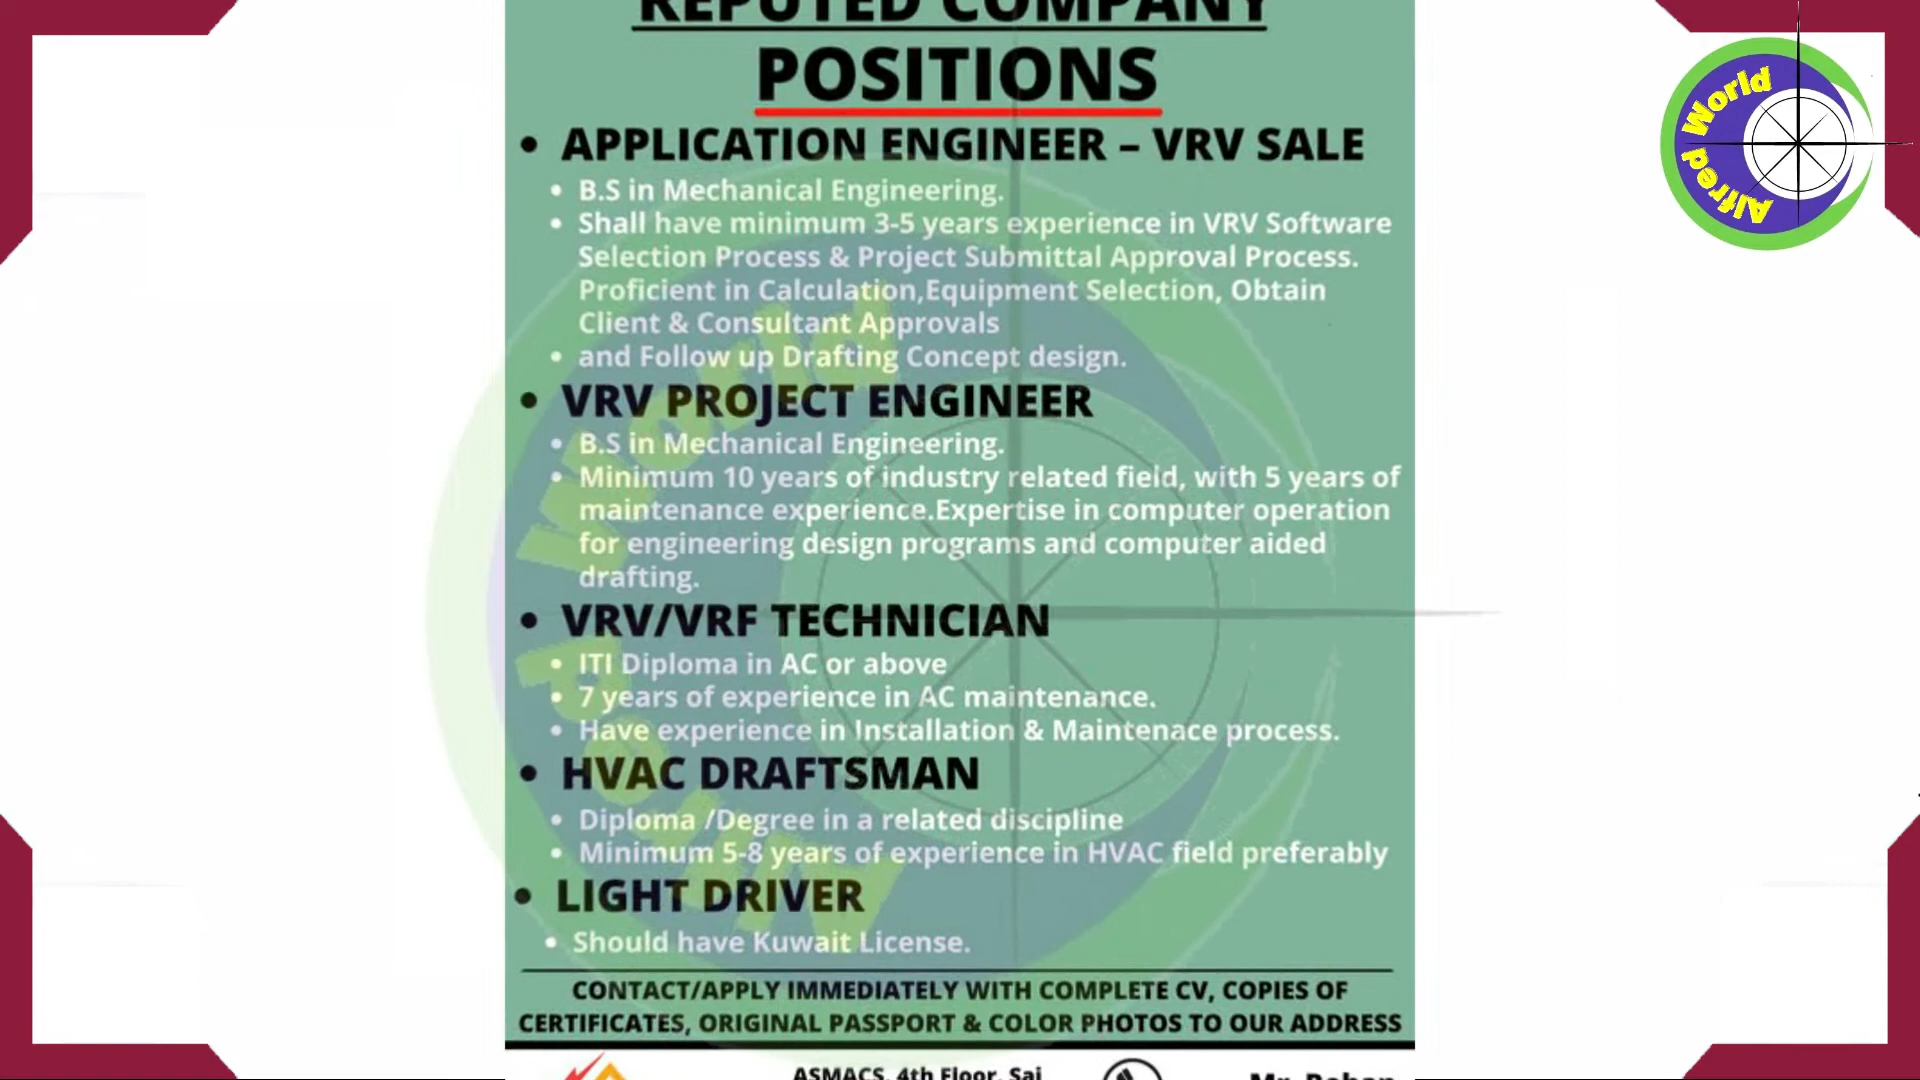 REPUTED COMPANY
POSITIONS
• APPLICATION ENGINEER – VRV SALE
• B.S in Mechanical Engineering.
• Shall have minimum 3-5 years experience in VRV Software
Selection Process & Project Submittal Approval Process.
Proficient in Calculation,Equipment Selection, Obtain
Client & Consultant Approvals
• and Follow up Drafting Concept design.
• VRV PROJECT ENGINEER
• B.S in Mechanical Engineering.
• Minimum 10 years of industry related field, with 5 years of
maintenance experience.Expertise in computer operation
for engineering design programs and computer aided
drafting.
• VRV/VRF TECHNICIAN
• ITI Diploma in AC or above
• 7 years of experience in AC maintenance.
• Have experience in Installation & Maintenace process.
• HVAC DRAFTSMAN
• Diploma /Degree in a related discipline
• Minimum 5-8 years of experience in HVAC field preferably
• LIGHT DRIVER
• Should have Kuwait License.
CONTACT/APPLY IMMEDIATELY WITH COMPLETE CV, COPIES OF
CERTIFICATES, ORIGINAL PASSPORT & COLOR PHOTOS TO OUR ADDRESS
ASMACS, 4th Floor, Sai
Mr. Rohan
Alfred World
Alfred World